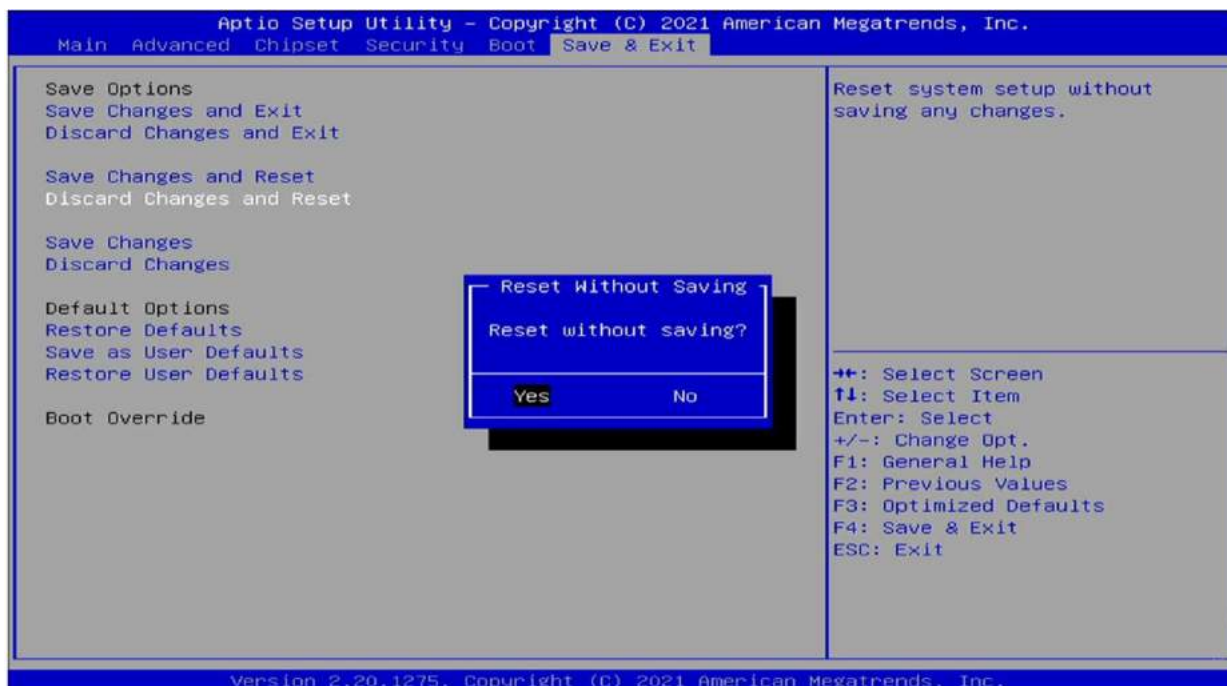 Aptio Setup Utility – Copyright (C) 2021 American Megatrends, Inc.
Main Advanced Chipset Security Boot Save & Exit
Save Options
Save Changes and Exit
Discard Changes and Exit
Save Changes and Reset
Discard Changes and Reset
Save Changes
Discard Changes
Default Options
Restore Defaults
Save as User Defaults
Restore User Defaults
Boot Override
Reset Without Saving
Reset without saving?
Yes No
Reset system setup without
saving any changes.
→←: Select Screen
↑↓: Select Item
Enter: Select
+/-: Change Opt.
F1: General Help
F2: Previous Values
F3: Optimized Defaults
F4: Save & Exit
ESC: Exit
Version 2.20.1275. Copyright (C) 2021 American Megatrends, Inc.